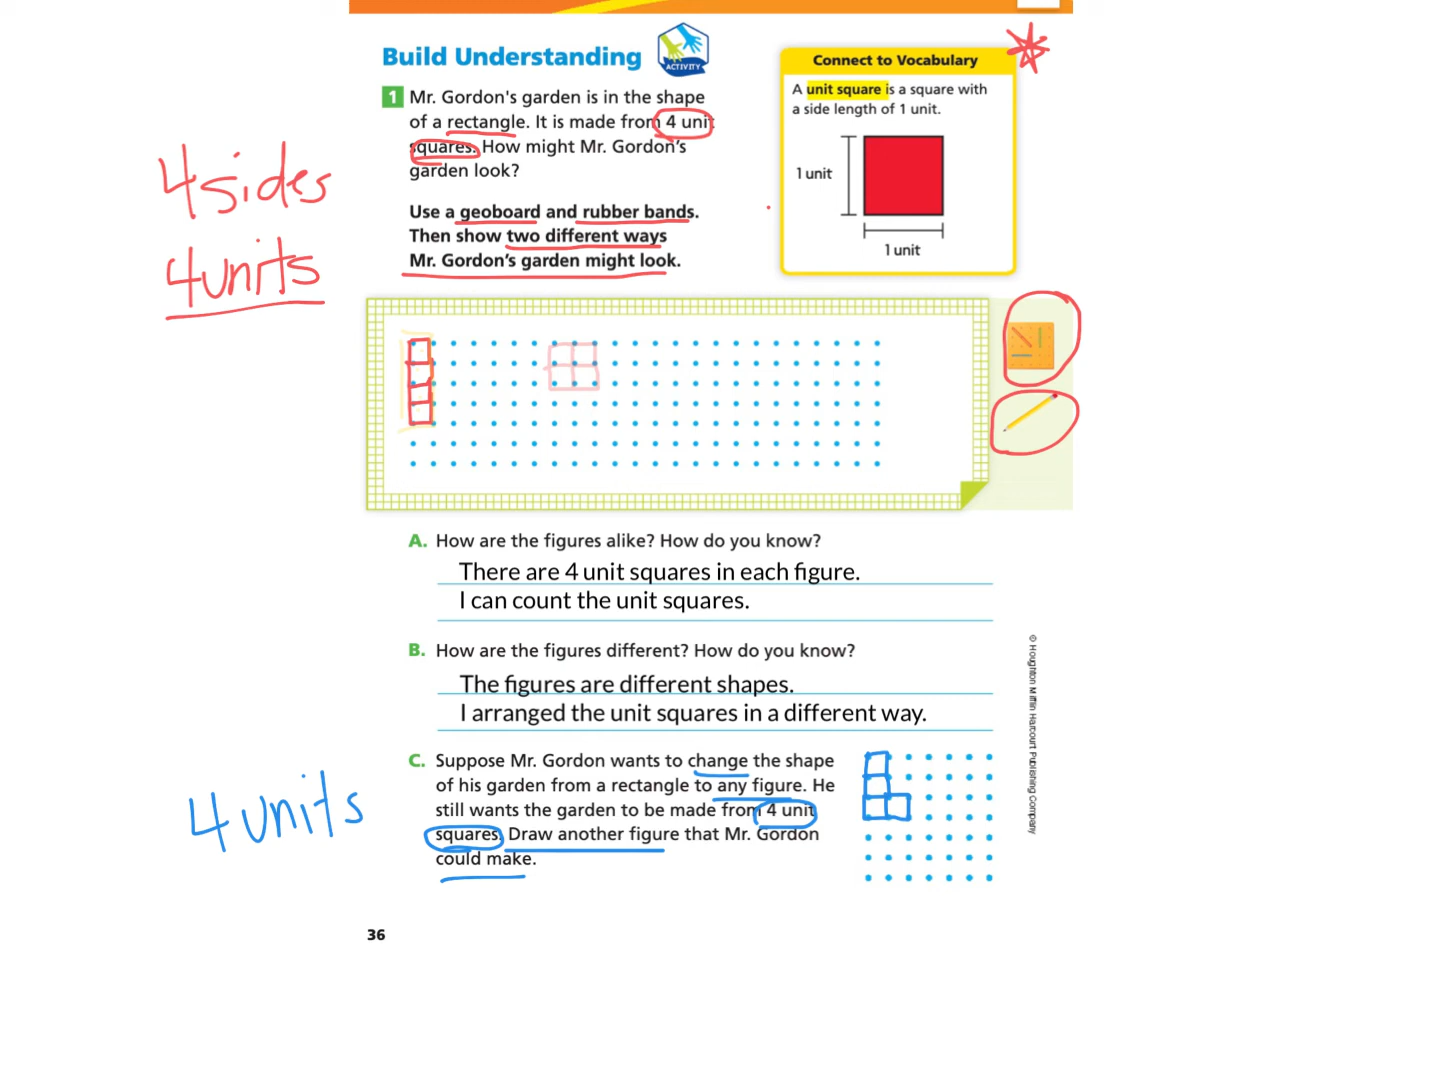 Build Understanding
ACTIVITY
1 Mr. Gordon's garden is in the shape
of a rectangle. It is made from 4 unit
squares. How might Mr. Gordon's
garden look?
Use a geoboard and rubber bands.
Then show two different ways
Mr. Gordon's garden might look.
Connect to Vocabulary
A unit square is a square with
a side length of 1 unit.
1 unit
1 unit
4 sides
4 units
A. How are the figures alike? How do you know?
There are 4 unit squares in each figure.
I can count the unit squares.
B. How are the figures different? How do you know?
The figures are different shapes.
I arranged the unit squares in a different way.
C. Suppose Mr. Gordon wants to change the shape
of his garden from a rectangle to any figure. He
still wants the garden to be made from 4 unit
squares. Draw another figure that Mr. Gordon
could make.
4 units
© Houghton Mifflin Harcourt Publishing Company
36